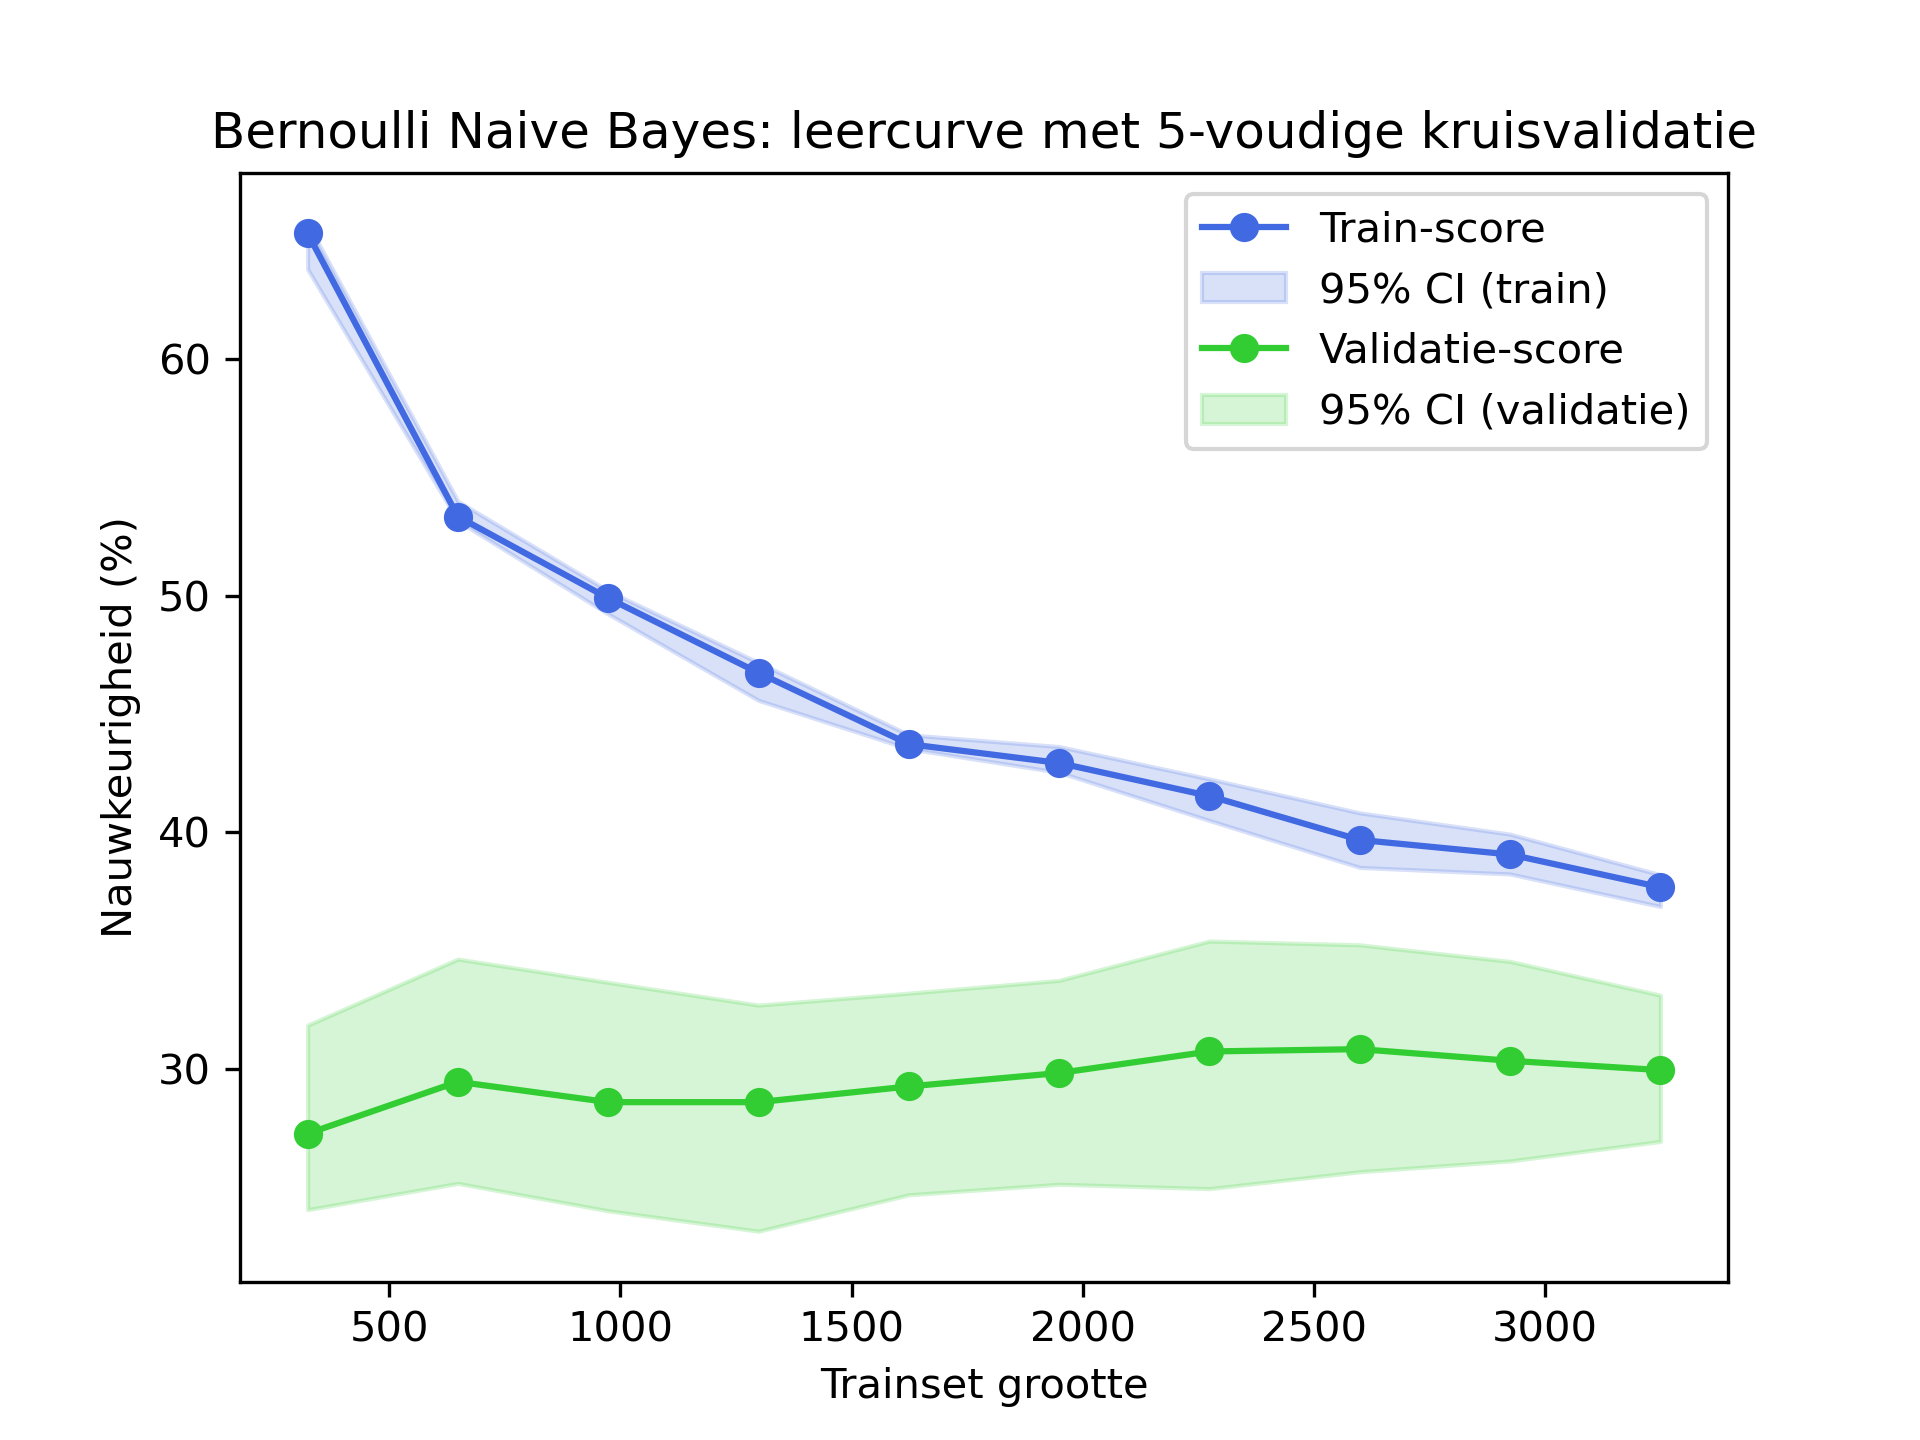 Bernoulli Naive Bayes: leercurve met 5-voudige kruisvalidatie
Train-score
95% CI (train)
Validatie-score
95% CI (validatie)
Nauwkeurigheid (%)
60
50
40
30
500 1000 1500 2000 2500 3000
Trainset grootte